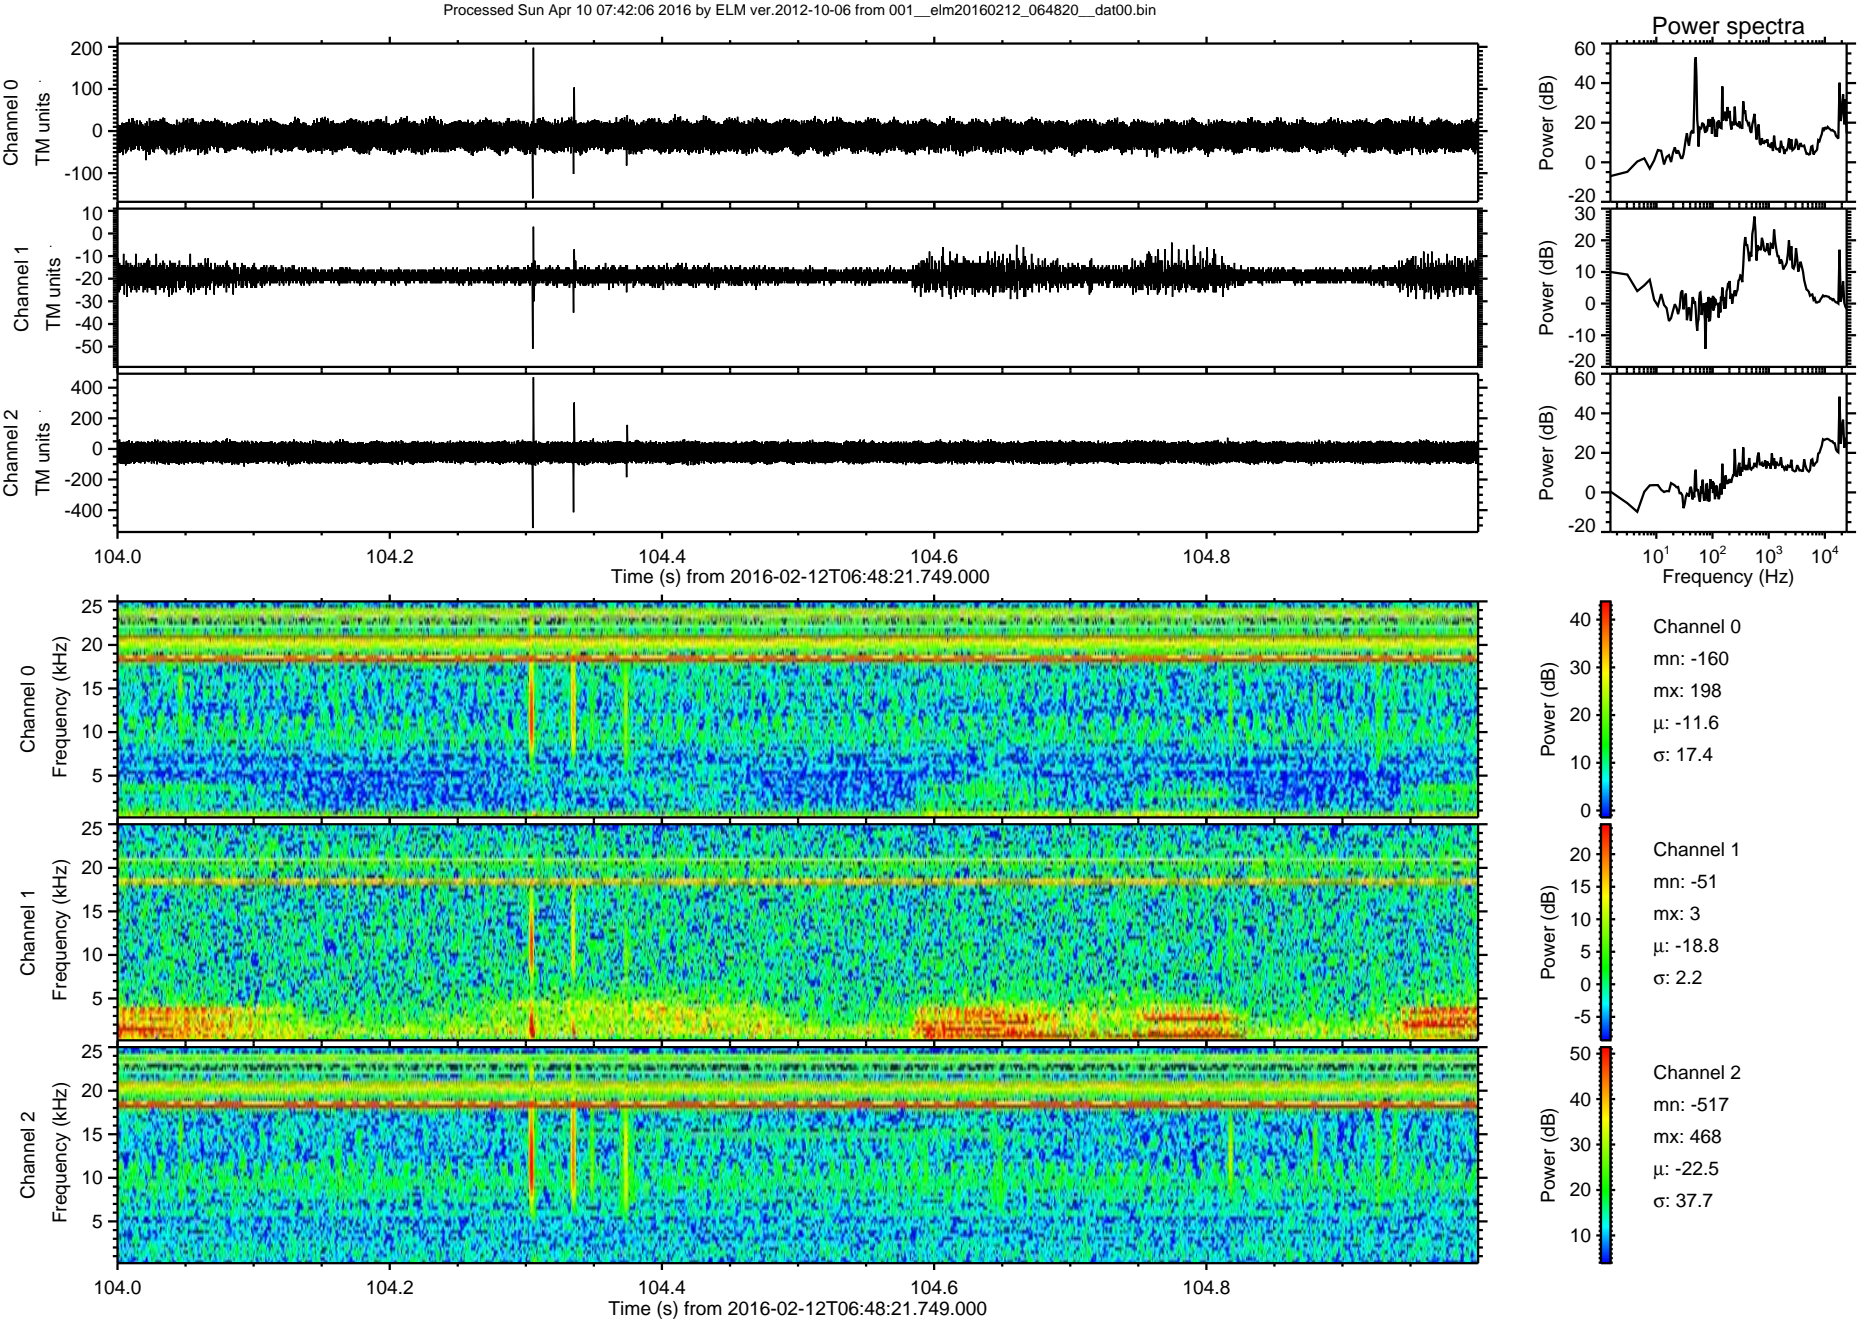 Processed Sun Apr 10 07:42:06 2016 by ELM ver.2012-10-06 from 001__elm20160212_064820__dat00.bin
Power spectra
Channel 0
TM units
200
100
0
-100
Power (dB)
60
40
20
0
-20
Channel 1
TM units
10
0
-10
-20
-30
-40
-50
Power (dB)
30
20
10
0
-10
-20
Channel 2
TM units
400
200
0
-200
-400
Power (dB)
60
40
20
0
-20
104.0 104.2 104.4 104.6 104.8
Time (s) from 2016-02-12T06:48:21.749.000
10¹ 10² 10³ 10⁴
Frequency (Hz)
Channel 0
Frequency (kHz)
25
20
15
10
5
Power (dB)
40
30
20
10
0
Channel 0
mn: -160
mx: 198
µ: -11.6
σ: 17.4
Channel 1
Frequency (kHz)
25
20
15
10
5
Power (dB)
20
15
10
5
0
-5
Channel 1
mn: -51
mx: 3
µ: -18.8
σ: 2.2
Channel 2
Frequency (kHz)
25
20
15
10
5
Power (dB)
50
40
30
20
10
Channel 2
mn: -517
mx: 468
µ: -22.5
σ: 37.7
104.0 104.2 104.4 104.6 104.8
Time (s) from 2016-02-12T06:48:21.749.000